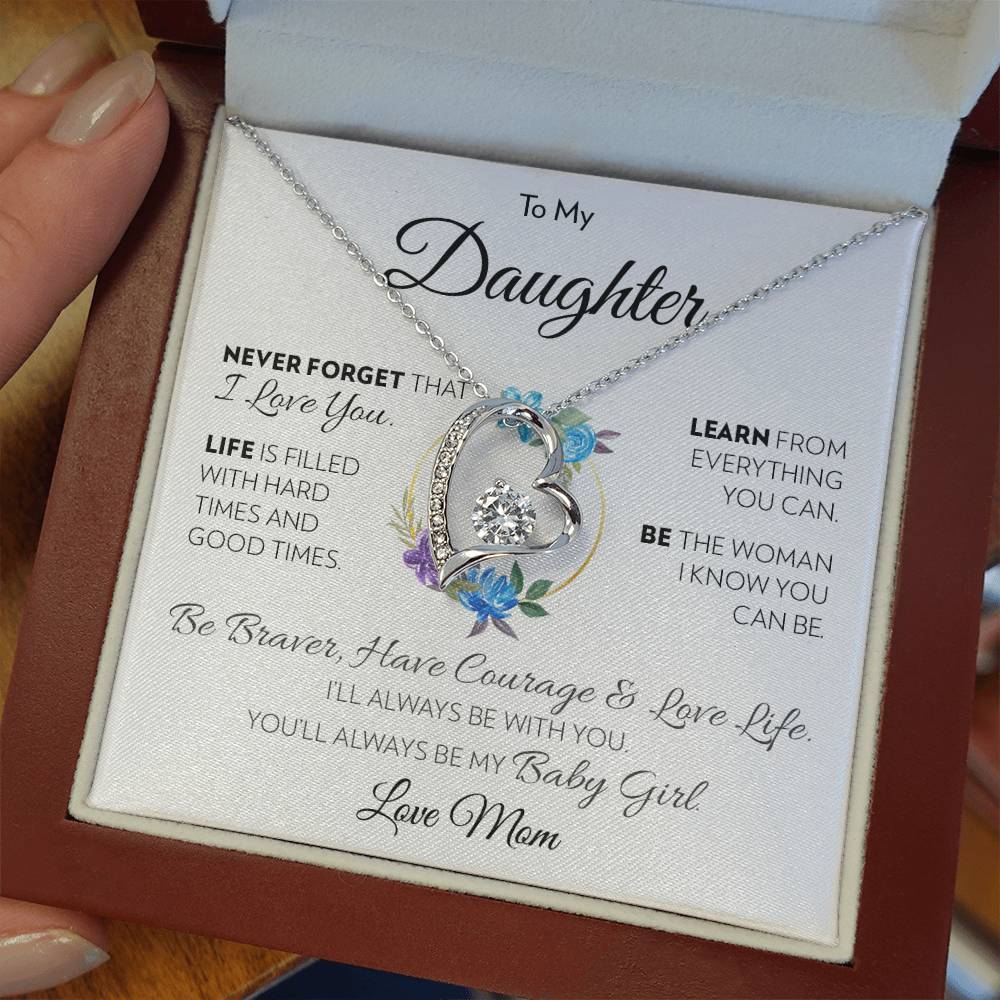 To My
Daughter
NEVER FORGET THAT
I Love You.
LIFE IS FILLED
WITH HARD
TIMES AND
GOOD TIMES.
LEARN FROM
EVERYTHING
YOU CAN.
BE THE WOMAN
I KNOW YOU
CAN BE.
Be Braver, Have Courage & Love Life.
I'LL ALWAYS BE WITH YOU.
YOU'LL ALWAYS BE MY Baby Girl.
Love Mom